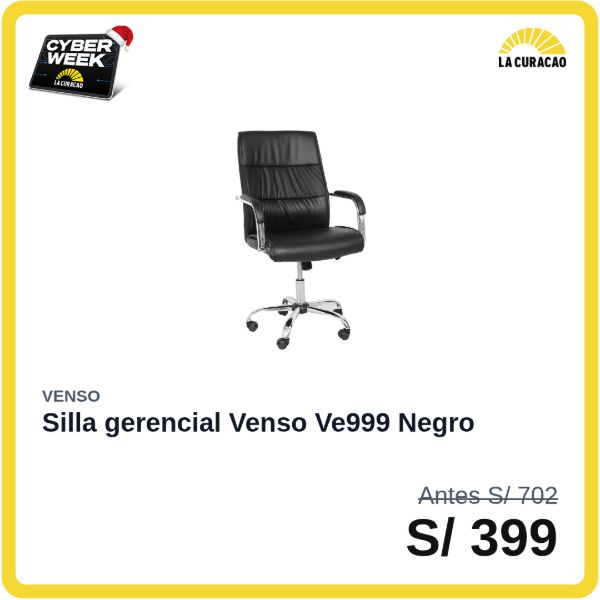 CYBER
WEEK
LA CURACAO
LA CURACAO
VENSO
Silla gerencial Venso Ve999 Negro
Antes S/ 702
S/ 399